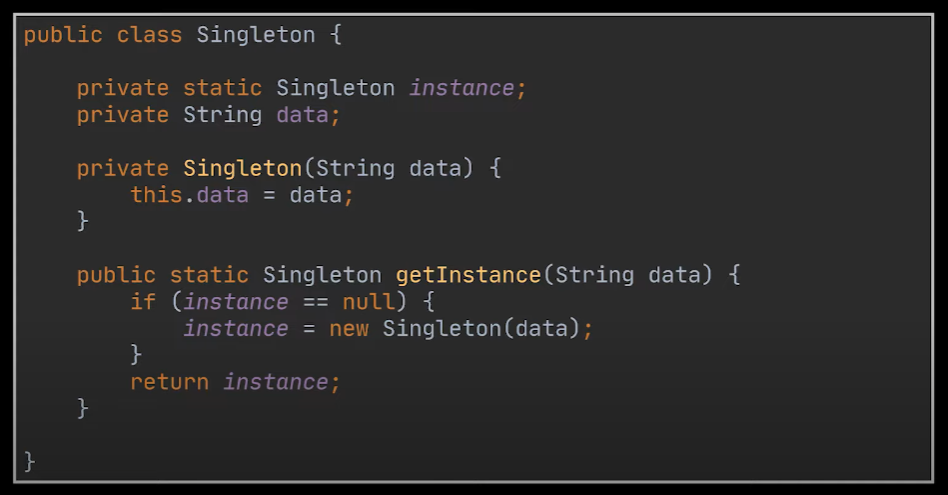 public class Singleton {
private static Singleton instance;
private String data;
private Singleton(String data) {
this.data = data;
}
public static Singleton getInstance(String data) {
if (instance == null) {
instance = new Singleton(data);
}
return instance;
}
}